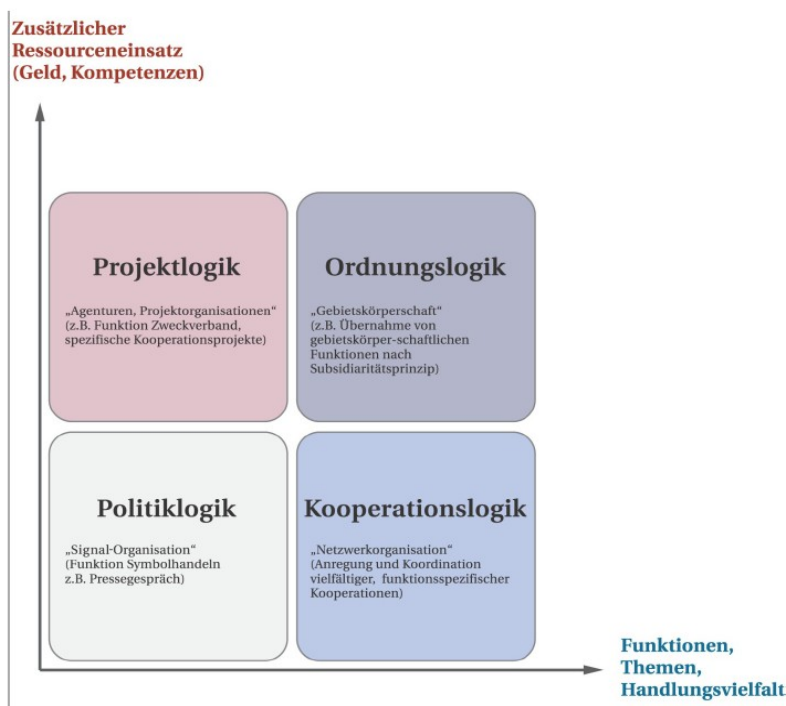 Zusätzlicher
Ressourceneinsatz
(Geld, Kompetenzen)
Projektlogik
„Agenturen, Projektorganisationen“
(z.B. Funktion Zweckverband,
spezifische Kooperationsprojekte)
Ordnungslogik
„Gebietskörperschaft“
(z.B. Übernahme von
gebietskörper-schaftlichen
Funktionen nach
Subsidiaritätsprinzip)
Politiklogik
„Signal-Organisation“
(Funktion Symbolhandeln
z.B. Pressegespräch)
Kooperationslogik
„Netzwerkorganisation“
(Anregung und Koordination
vielfältiger, funktionsspezifischer
Kooperationen)
Funktionen,
Themen,
Handlungsvielfalt